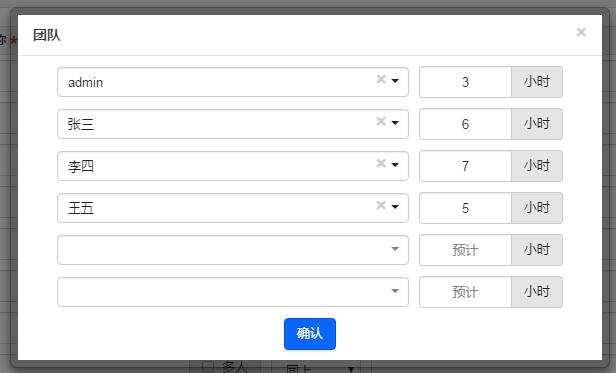 团队 ×
称 *
admin × 3 小时
张三 × 6 小时
李四 × 7 小时
王五 × 5 小时
预计 小时
预计 小时
确认
多人 同上